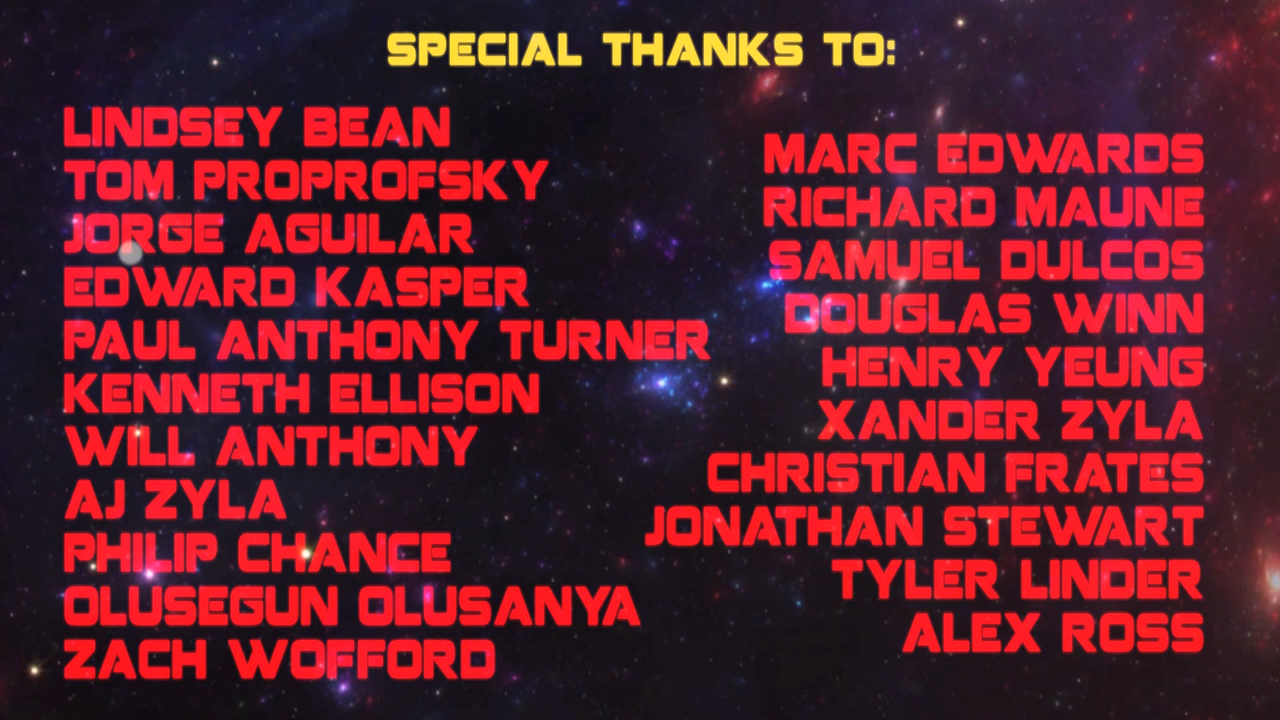 SPECIAL THANKS TO:
LINDSEY BEAN
TOM PROPROFSKY
JORGE AGUILAR
EDWARD KASPER
PAUL ANTHONY TURNER
KENNETH ELLISON
WILL ANTHONY
AJ ZYLA
PHILIP CHANCE
OLUSEGUN OLUSANYA
ZACH WOFFORD
MARC EDWARDS
RICHARD MAUNE
SAMUEL DULCOS
DOUGLAS WINN
HENRY YEUNG
XANDER ZYLA
CHRISTIAN FRATES
JONATHAN STEWART
TYLER LINDER
ALEX ROSS